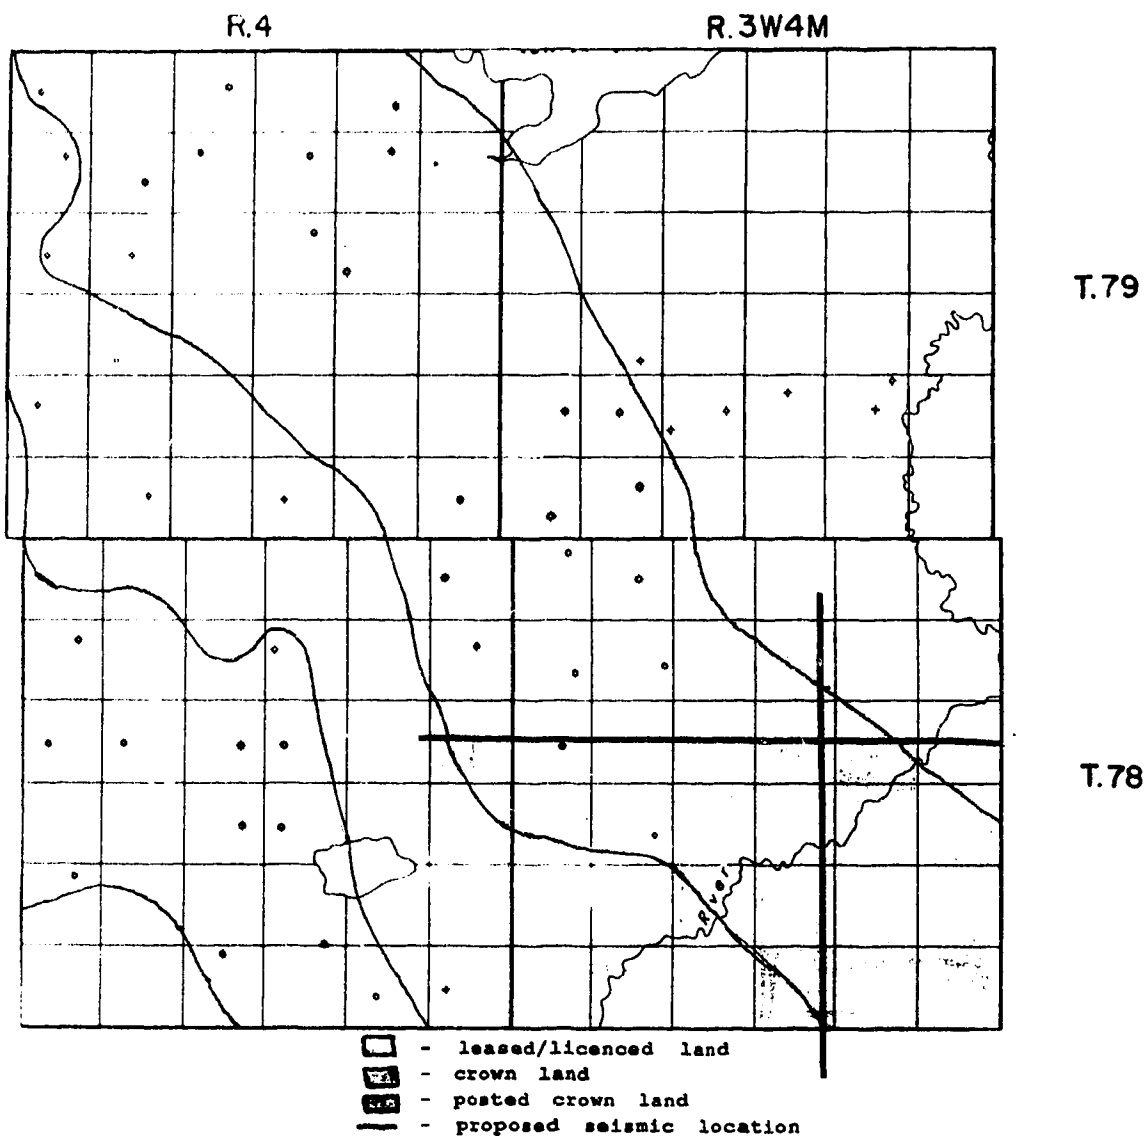 R.4 R.3W4M
T.79
T.78
River
- leased/licenced land
- crown land
- posted crown land
- proposed seismic location